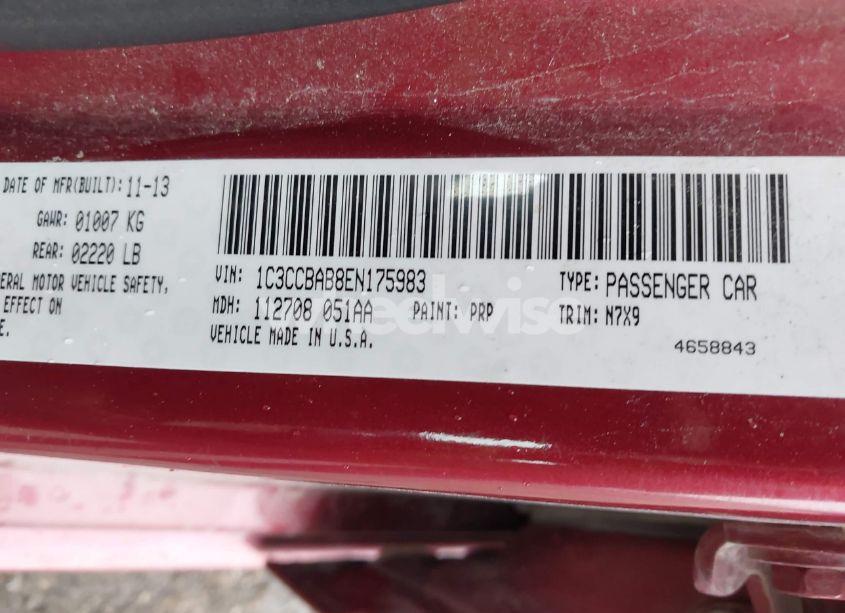 DATE OF MFR(BUILT): 11-13
GAWR: 01007 KG
REAR: 02220 LB
ERAL MOTOR VEHICLE SAFETY,
EFFECT ON
E.
VIN: 1C3CCBAB8EN175983 TYPE: PASSENGER CAR
MDH: 112708 051AA PAINT: PRP TRIM: N7X9
VEHICLE MADE IN U.S.A. 4658843